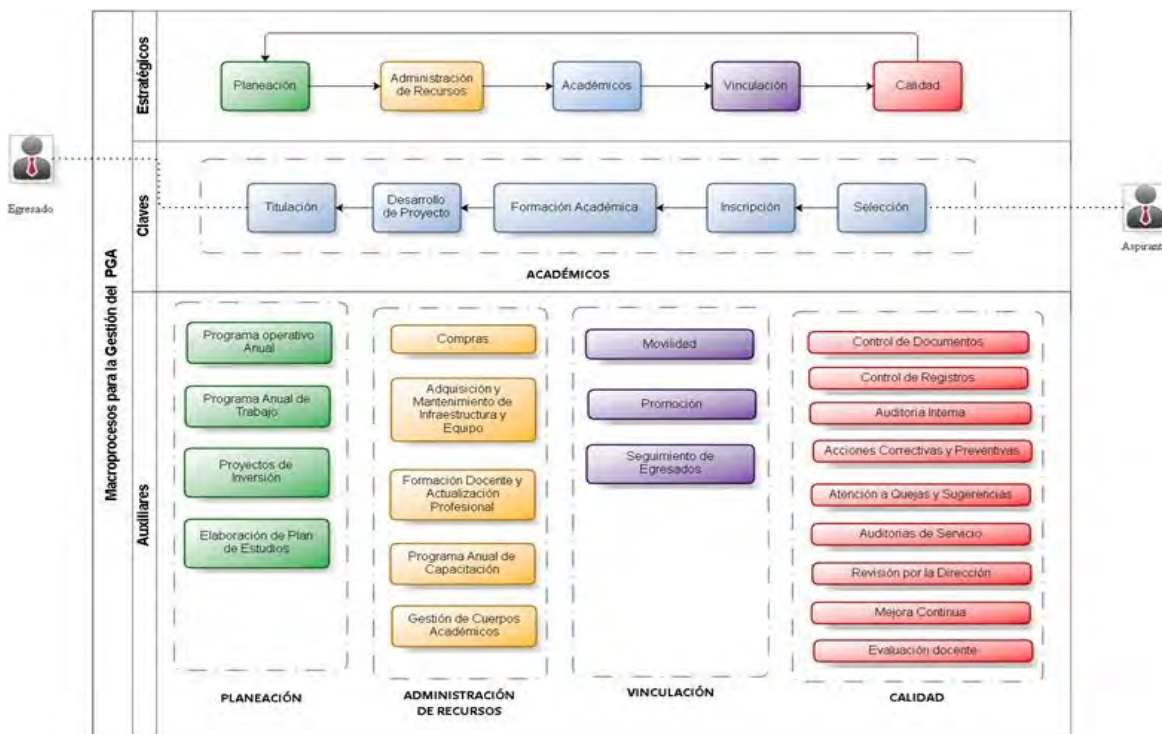 Macroprocesos para la Gestión del PGA
Estratégicos
Planeación
Administración
de Recursos
Académicos
Vinculación
Calidad
Egresado
Claves
Titulación
Desarrollo
de Proyecto
Formación Académica
Inscripción
Selección
Aspirant
ACADÉMICOS
Auxiliares
Programa operativo
Anual
Programa Anual de
Trabajo
Proyectos de
Inversión
Elaboración de Plan
de Estudios
PLANEACIÓN
Compras
Adquisición y
Mantenimiento de
Infraestructura y
Equipo
Formación Docente y
Actualización
Profesional
Programa Anual de
Capacitación
Gestión de Cuerpos
Académicos
ADMINISTRACIÓN
DE RECURSOS
Movilidad
Promoción
Seguimiento de
Egresados
VINCULACIÓN
Control de Documentos
Control de Registros
Auditoria Interna
Acciones Correctivas y Preventivas
Atención a Quejas y Sugerencias
Auditorias de Servicio
Revisión por la Dirección
Mejora Continua
Evaluación docente
CALIDAD